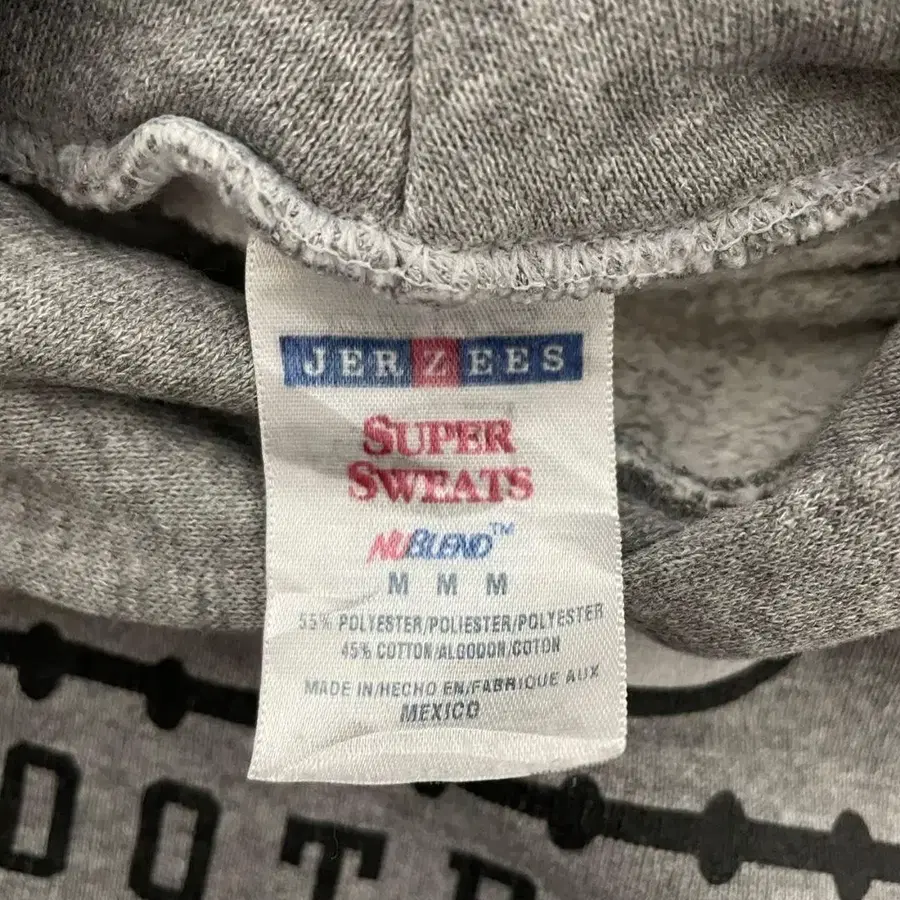 JERZEES
SUPER
SWEATS
NUBLEND™
M M M
55% POLYESTER/POLIESTER/POLYESTER
45% COTTON/ALGODON/COTON
MADE IN/HECHO EN/FABRIQUE AUX
MEXICO